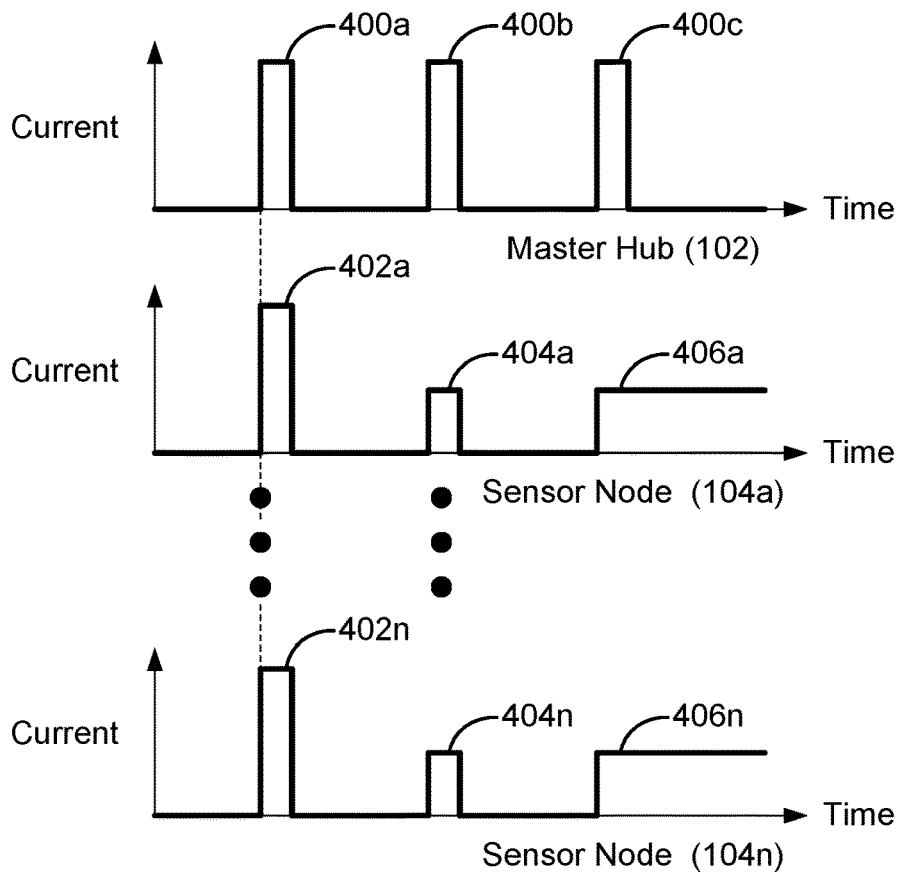 400a 400b 400c
Current
Time
Master Hub (102)
402a
404a 406a
Current
Time
Sensor Node (104a)
402n
404n 406n
Current
Time
Sensor Node (104n)